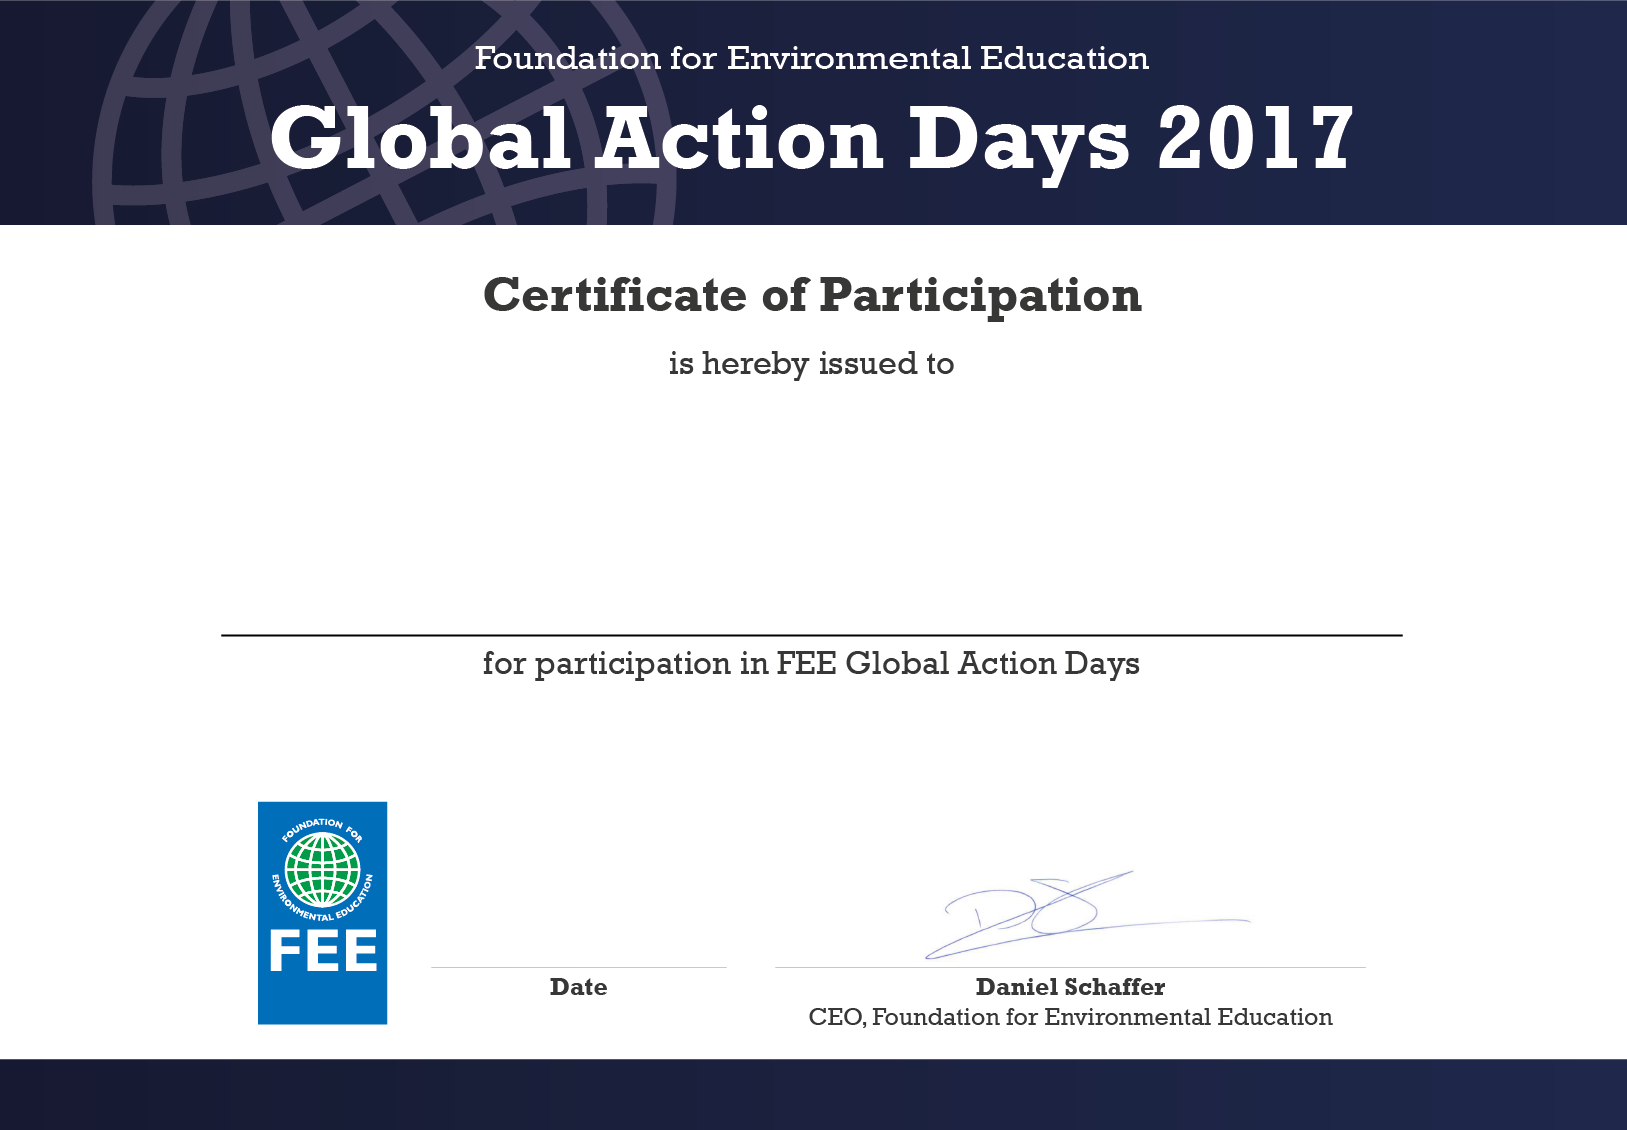 Foundation for Environmental Education
Global Action Days 2017
Certificate of Participation
is hereby issued to
for participation in FEE Global Action Days
FOUNDATION FOR
ENVIRONMENTAL EDUCATION
FEE
Date
Daniel Schaffer
CEO, Foundation for Environmental Education